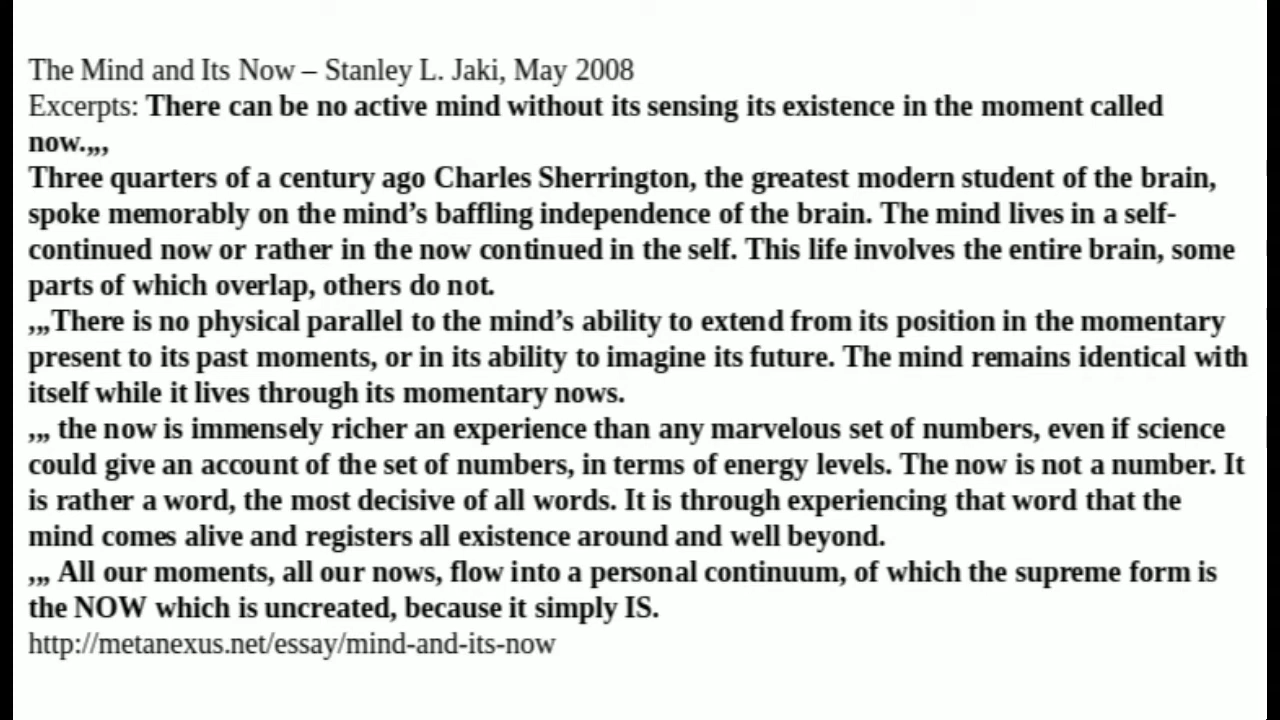 The Mind and Its Now – Stanley L. Jaki, May 2008
Excerpts: There can be no active mind without its sensing its existence in the moment called
now.,,,
Three quarters of a century ago Charles Sherrington, the greatest modern student of the brain,
spoke memorably on the mind’s baffling independence of the brain. The mind lives in a self-
continued now or rather in the now continued in the self. This life involves the entire brain, some
parts of which overlap, others do not.
,,,There is no physical parallel to the mind’s ability to extend from its position in the momentary
present to its past moments, or in its ability to imagine its future. The mind remains identical with
itself while it lives through its momentary nows.
,,, the now is immensely richer an experience than any marvelous set of numbers, even if science
could give an account of the set of numbers, in terms of energy levels. The now is not a number. It
is rather a word, the most decisive of all words. It is through experiencing that word that the
mind comes alive and registers all existence around and well beyond.
,,, All our moments, all our nows, flow into a personal continuum, of which the supreme form is
the NOW which is uncreated, because it simply IS.
http://metanexus.net/essay/mind-and-its-now